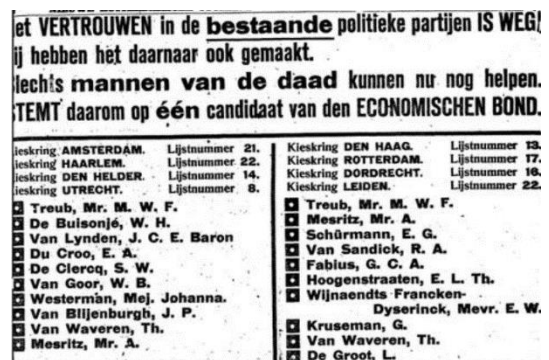 et VERTROUWEN in de bestaande politieke partijen IS WEG!
ij hebben het daarnaar ook gemaakt.
lechts mannen van de daad kunnen nu nog helpen.
TEMT daarom op één candidaat van den ECONOMISCHEN BOND.
ieskring AMSTERDAM. Lijstnummer 21.
ieskring HAARLEM. Lijstnummer 22.
ieskring DEN HELDER. Lijstnummer 14.
ieskring UTRECHT. Lijstnummer 8.
Treub, Mr. M. W. F.
De Buisonjé, W. H.
Van Lynden, J. C. E. Baron
Du Croo, E. A.
De Clercq, S. W.
Van Goor, W. B.
Westerman, Mej. Johanna.
Van Blijenburgh, J. P.
Van Waveren, Th.
Mesritz, Mr. A.
Kieskring DEN HAAG. Lijstnummer 13.
Kieskring ROTTERDAM. Lijstnummer 17.
Kieskring DORDRECHT. Lijstnummer 16.
Kieskring LEIDEN. Lijstnummer 22.
Treub, Mr. M. W. F.
Mesritz, Mr. A.
Schürmann, E. G.
Van Sandick, R. A.
Fabius, G. C. A.
Hoogenstraaten, E. L. Th.
Wijnaendts Francken-
Dyserinck, Mevr. E. W.
Kruseman, G.
Van Waveren, Th.
De Groot, L.